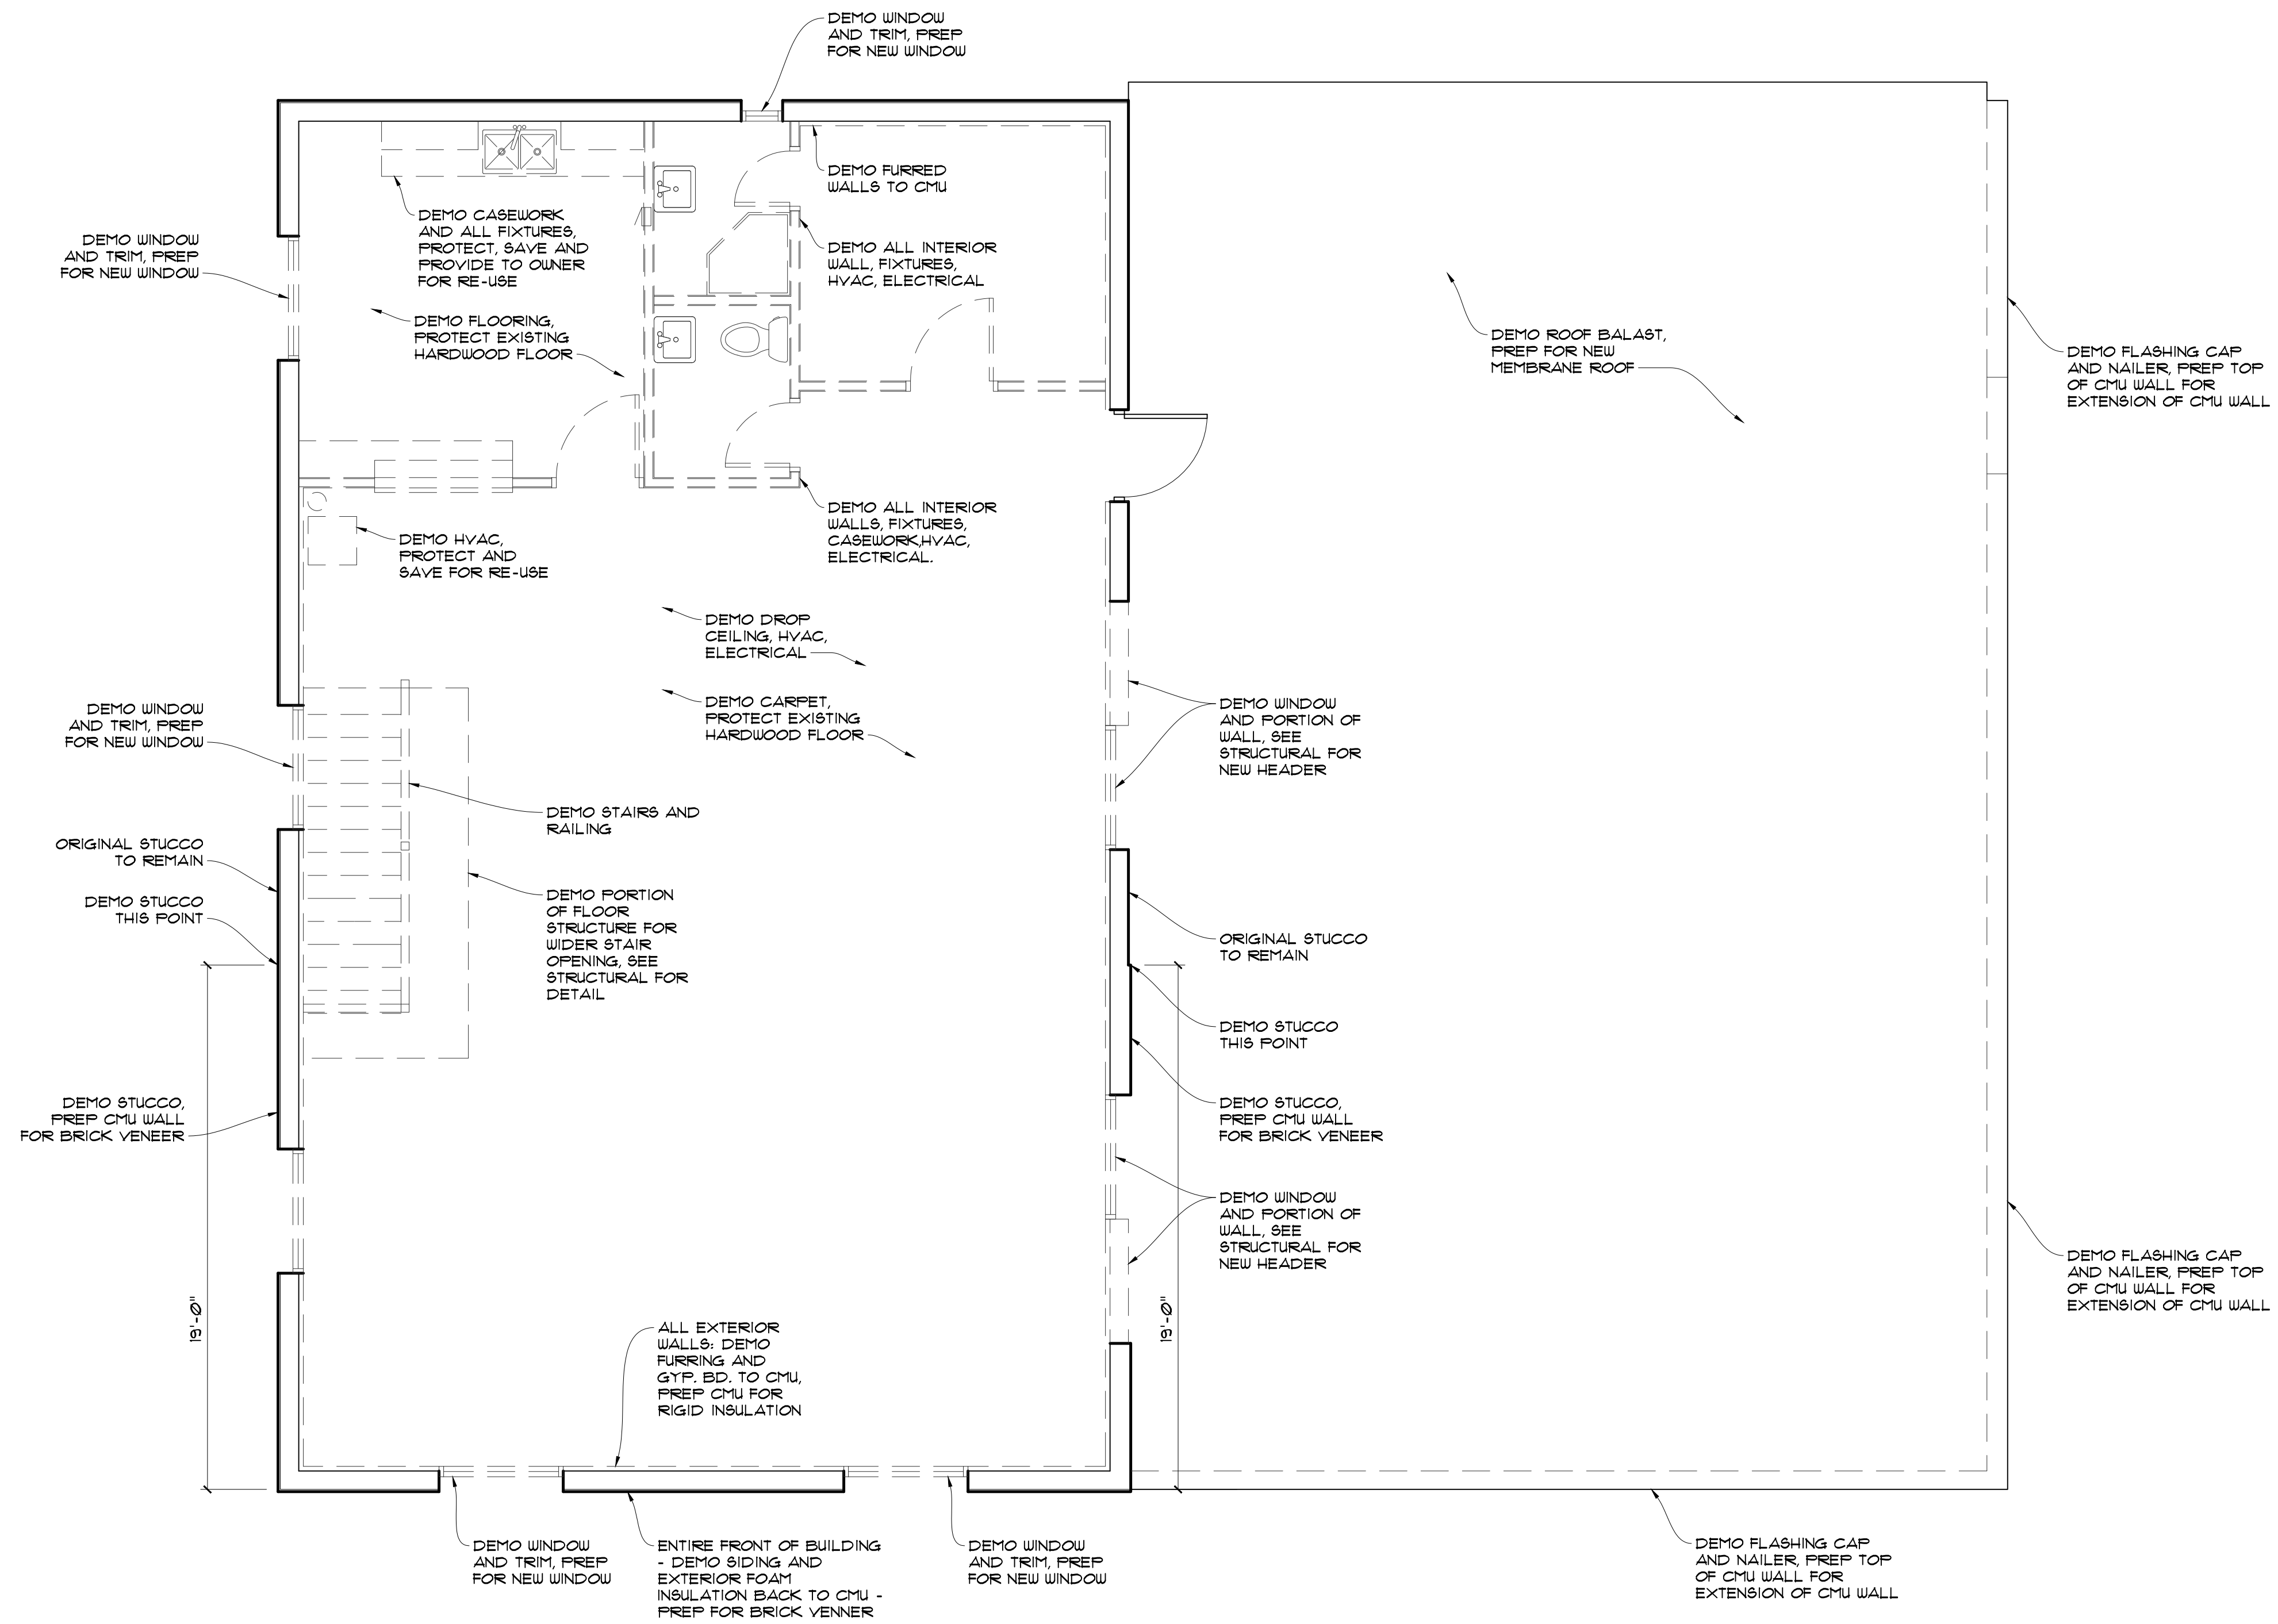 DEMO WINDOW
AND TRIM, PREP
FOR NEW WINDOW
DEMO FURRED
WALLS TO CMU
DEMO CASEWORK
AND ALL FIXTURES,
PROTECT, SAVE AND
PROVIDE TO OWNER
FOR RE-USE
DEMO WINDOW
AND TRIM, PREP
FOR NEW WINDOW
DEMO ALL INTERIOR
WALL, FIXTURES,
HVAC, ELECTRICAL
DEMO FLOORING,
PROTECT EXISTING
HARDWOOD FLOOR
DEMO ROOF BALAST,
PREP FOR NEW
MEMBRANE ROOF
DEMO FLASHING CAP
AND NAILER, PREP TOP
OF CMU WALL FOR
EXTENSION OF CMU WALL
DEMO ALL INTERIOR
WALLS, FIXTURES,
CASEWORK,HVAC,
ELECTRICAL.
DEMO HVAC,
PROTECT AND
SAVE FOR RE-USE
DEMO DROP
CEILING, HVAC,
ELECTRICAL
DEMO CARPET,
PROTECT EXISTING
HARDWOOD FLOOR
DEMO WINDOW
AND TRIM, PREP
FOR NEW WINDOW
DEMO WINDOW
AND PORTION OF
WALL, SEE
STRUCTURAL FOR
NEW HEADER
DEMO STAIRS AND
RAILING
ORIGINAL STUCCO
TO REMAIN
DEMO STUCCO
THIS POINT
DEMO PORTION
OF FLOOR
STRUCTURE FOR
WIDER STAIR
OPENING, SEE
STRUCTURAL FOR
DETAIL
ORIGINAL STUCCO
TO REMAIN
DEMO STUCCO
THIS POINT
DEMO STUCCO,
PREP CMU WALL
FOR BRICK VENEER
DEMO STUCCO,
PREP CMU WALL
FOR BRICK VENEER
DEMO WINDOW
AND PORTION OF
WALL, SEE
STRUCTURAL FOR
NEW HEADER
DEMO FLASHING CAP
AND NAILER, PREP TOP
OF CMU WALL FOR
EXTENSION OF CMU WALL
19'-0"
19'-0"
ALL EXTERIOR
WALLS: DEMO
FURRING AND
GYP. BD. TO CMU,
PREP CMU FOR
RIGID INSULATION
DEMO WINDOW
AND TRIM, PREP
FOR NEW WINDOW
ENTIRE FRONT OF BUILDING
- DEMO SIDING AND
EXTERIOR FOAM
INSULATION BACK TO CMU -
PREP FOR BRICK VENNER
DEMO WINDOW
AND TRIM, PREP
FOR NEW WINDOW
DEMO FLASHING CAP
AND NAILER, PREP TOP
OF CMU WALL FOR
EXTENSION OF CMU WALL